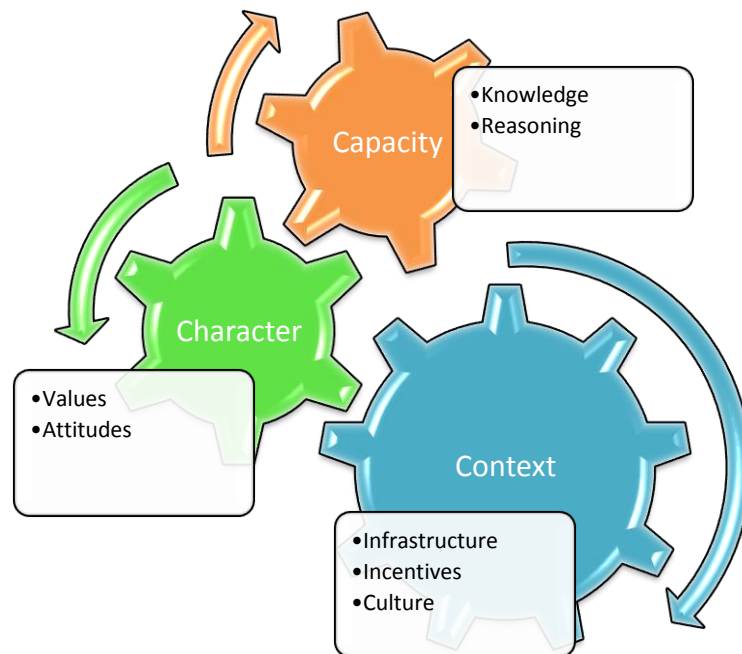 Capacity
•Knowledge
•Reasoning
Character
•Values
•Attitudes
Context
•Infrastructure
•Incentives
•Culture